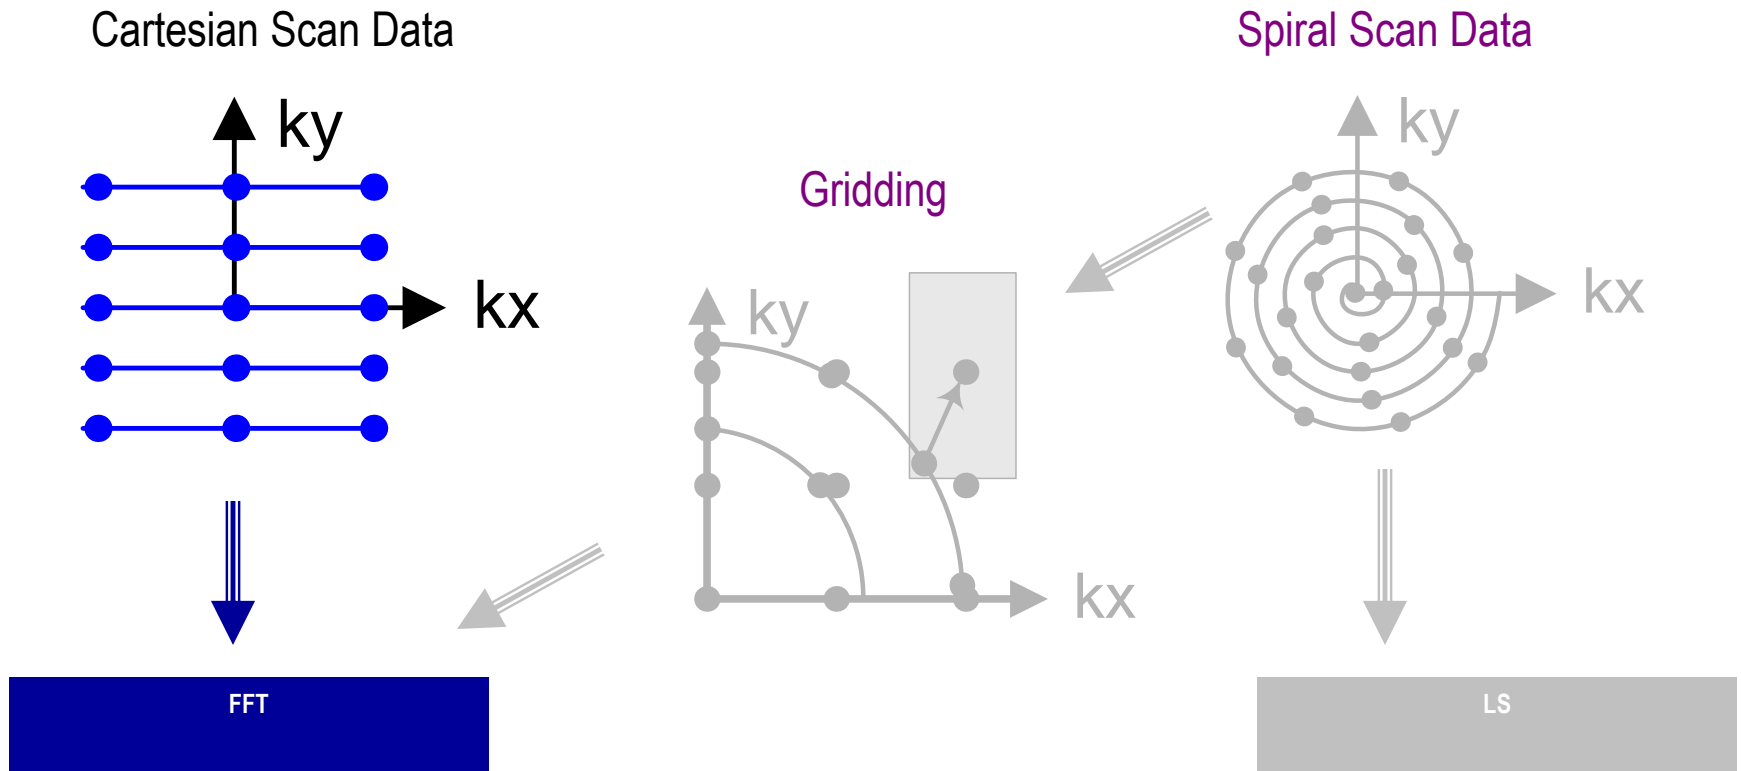 Cartesian Scan Data
Spiral Scan Data
ky
ky
Gridding
kx
kx
ky
kx
FFT
LS